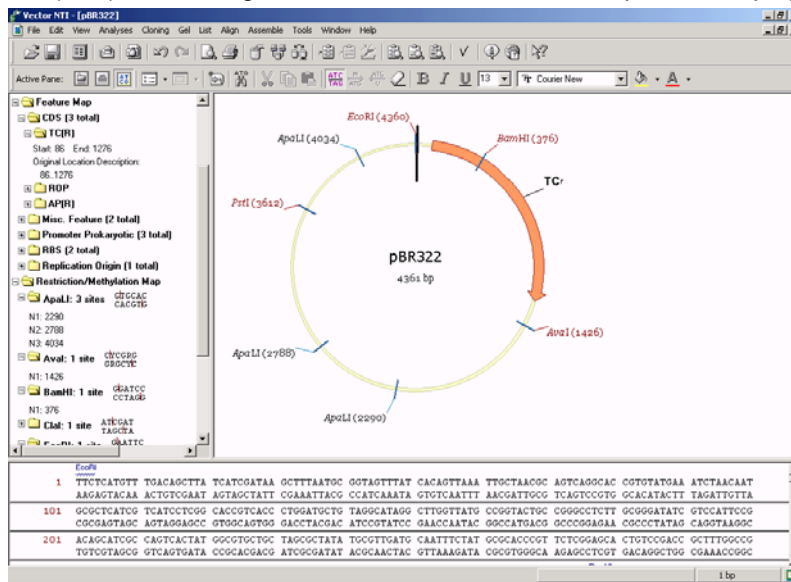 Vector NTI - [pBR322]
File Edit View Analyses Cloning Gel List Align Assemble Tools Window Help
Active Pane:
B I U 13 Courier New A
Feature Map
CDS (3 total)
TC(R)
Start: 86 End: 1276
Original Location Description:
86..1276
ROP
AP(R)
Misc. Feature (2 total)
Promoter Prokaryotic (3 total)
RBS (2 total)
Replication Origin (1 total)
Restriction/Methylation Map
ApaLI: 3 sites GTGCAC
CACGTG
N1: 2290
N2: 2788
N3: 4034
AvaI: 1 site CYCGRG
GRGCYC
N1: 1426
BamHI: 1 site GGATCC
CCTAGG
N1: 376
ClaI: 1 site ATCGAT
TAGCTA
EcoRI: 1 site GAATTC
EcoRI (4360)
ApaLI (4034)
BamHI (376)
TCr
PstI (3612)
pBR322
4361 bp
AvaI (1426)
ApaLI (2788)
ApaLI (2290)
EcoRI
1 TTCTCATGTT TGACAGCTTA TCATCGATAA GCTTTAATGC GGTAGTTTAT CACAGTTAAA TTGCTAACGC AGTCAGGCAC CGTGTATGAA ATCTAACAAT
AAGAGTACAA ACTGTCGAAT AGTAGCTATT CGAAATTACG CCATCAAATA GTGTCAATTT AACGATTGCG TCAGTCCGTG GCACATACTT TAGATTGTTA
101 GCGCTCATCG TCATCCTCGG CACCGTCACC CTGGATGCTG TAGGCATAGG CTTGGTTATG CCGGTACTGC CGGGCCTCTT GCGGGATATC GTCCATTCCG
CGCGAGTAGC AGTAGGAGCC GTGGCAGTGG GACCTACGAC ATCCGTATCC GAACCAATAC GGCCATGACG GCCCGGAGAA CGCCCTATAG CAGGTAAGGC
201 ACAGCATCGC CAGTCACTAT GGCGTGCTGC TAGCGCTATA TGCGTTGATG CAATTTCTAT GCGCACCCGT TCTCGGAGCA CTGTCCGACC GCTTTGGCCG
TGTCGTAGCG GTCAGTGATA CCGCACGACG ATCGCGATAT ACGCAACTAC GTTAAAGATA CGCGTGGGCA AGAGCCTCGT GACAGGCTGG CGAAACCGGC
1 bp